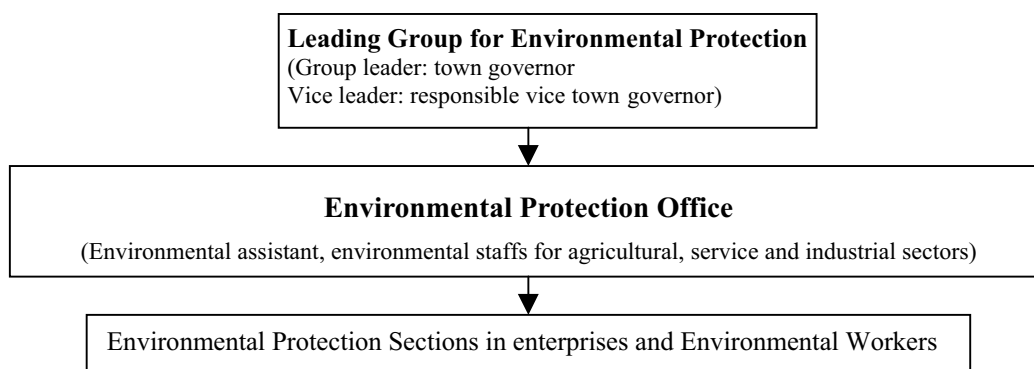 Leading Group for Environmental Protection
(Group leader: town governor
Vice leader: responsible vice town governor)
Environmental Protection Office
(Environmental assistant, environmental staffs for agricultural, service and industrial sectors)
Environmental Protection Sections in enterprises and Environmental Workers